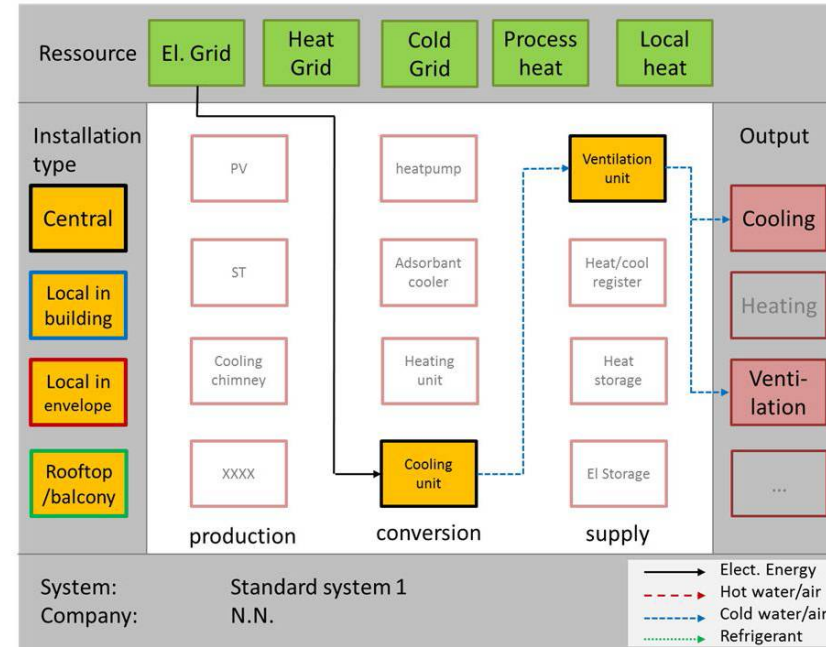 Ressource
El. Grid
Heat
Grid
Cold
Grid
Process
heat
Local
heat
Installation
type
Central
Local in
building
Local in
envelope
Rooftop
/balcony
PV
ST
Cooling
chimney
XXXX
production
heatpump
Adsorbant
cooler
Heating
unit
Cooling
unit
conversion
Ventilation
unit
Heat/cool
register
Heat
storage
El Storage
supply
Output
Cooling
Heating
Venti-
lation
...
System: Standard system 1
Company: N.N.
Elect. Energy
Hot water/air
Cold water/air
Refrigerant